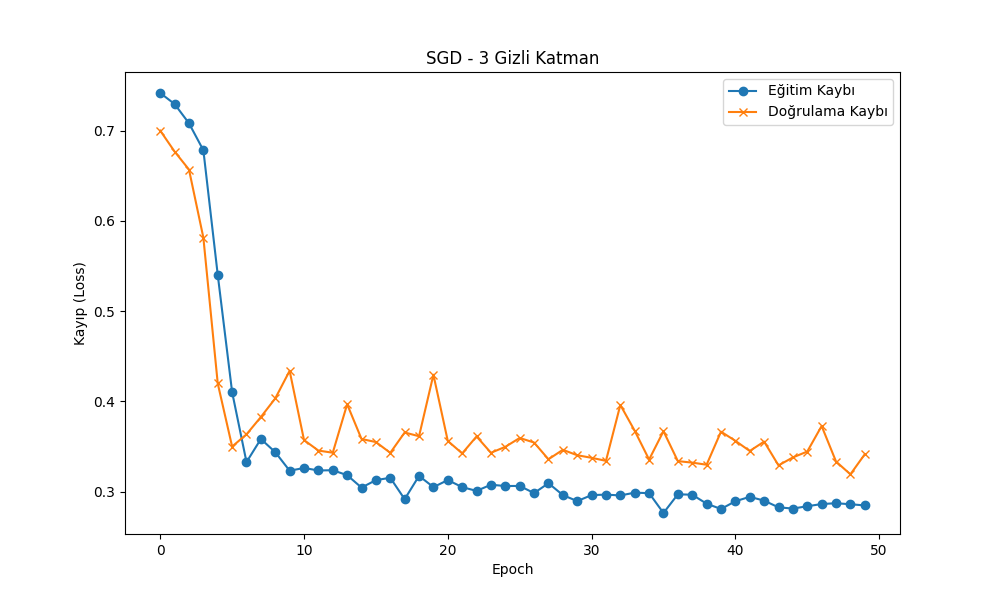 SGD - 3 Gizli Katman
Eğitim Kaybı
Doğrulama Kaybı
Kayıp (Loss)
0.7
0.6
0.5
0.4
0.3
0 10 20 30 40 50
Epoch